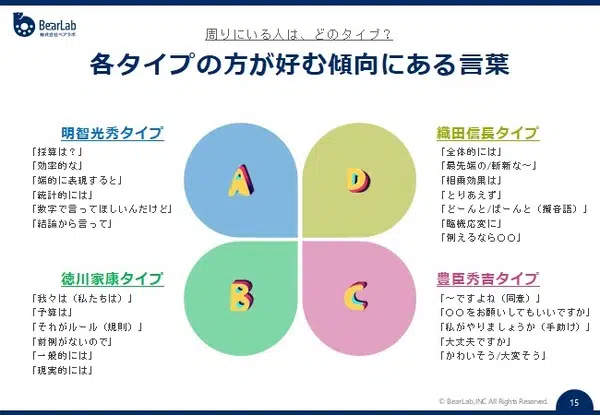 BearLab
株式会社ベアラボ
周りにいる人は、どのタイプ？
各タイプの方が好む傾向にある言葉
明智光秀タイプ
「採算は？」
「効率的な」
「端的に表現すると」
「統計的には」
「数字で言ってほしいんだけど」
「結論から言って」
A
D
織田信長タイプ
「全体的には」
「最先端の/斬新な～」
「相乗効果は」
「とりあえず」
「どーんと/ばーんと（擬音語）」
「臨機応変に」
「例えるなら〇〇」
徳川家康タイプ
「我々は（私たちは）」
「予算は」
「それがルール（規則）」
「前例がないので」
「一般的には」
「現実的には」
B
C
豊臣秀吉タイプ
「～ですよね（同意）」
「〇〇をお願いしてもいいですか」
「私がやりましょうか（手助け）」
「大丈夫ですか」
「かわいそう/大変そう」
© BearLab,INC All Rights Reserved.
15